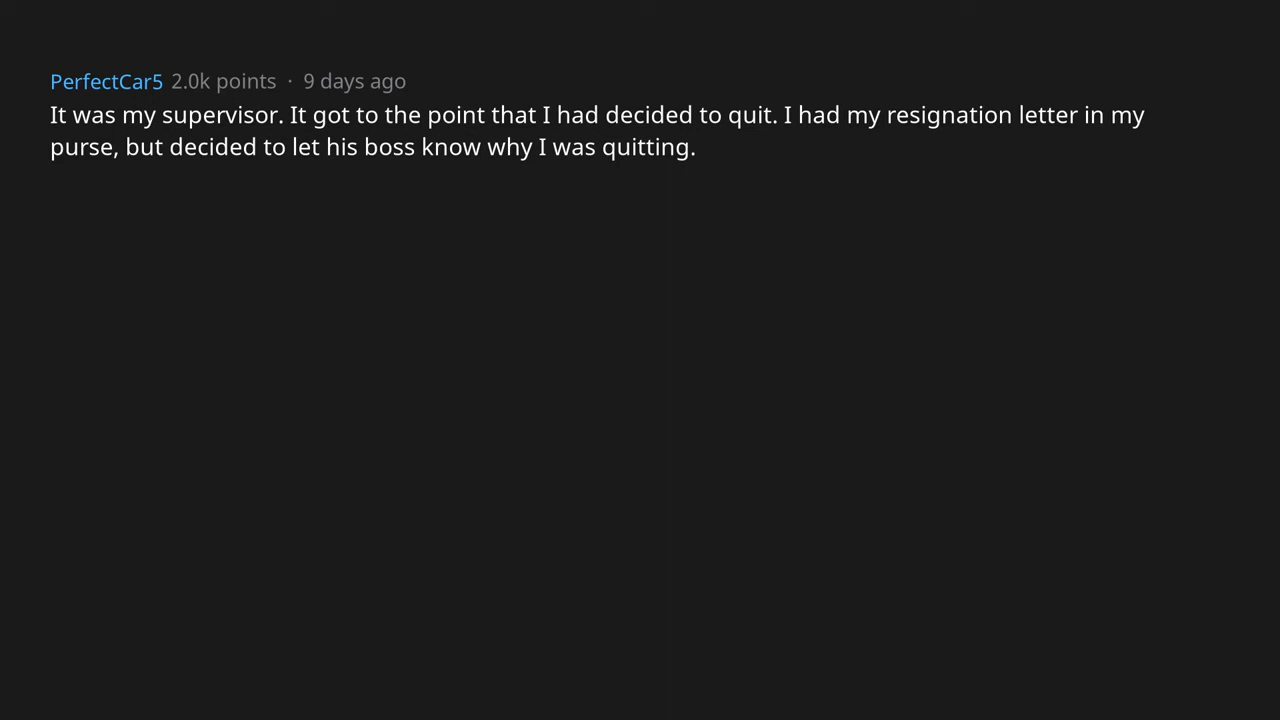 PerfectCar5 2.0k points · 9 days ago
It was my supervisor. It got to the point that I had decided to quit. I had my resignation letter in my
purse, but decided to let his boss know why I was quitting.